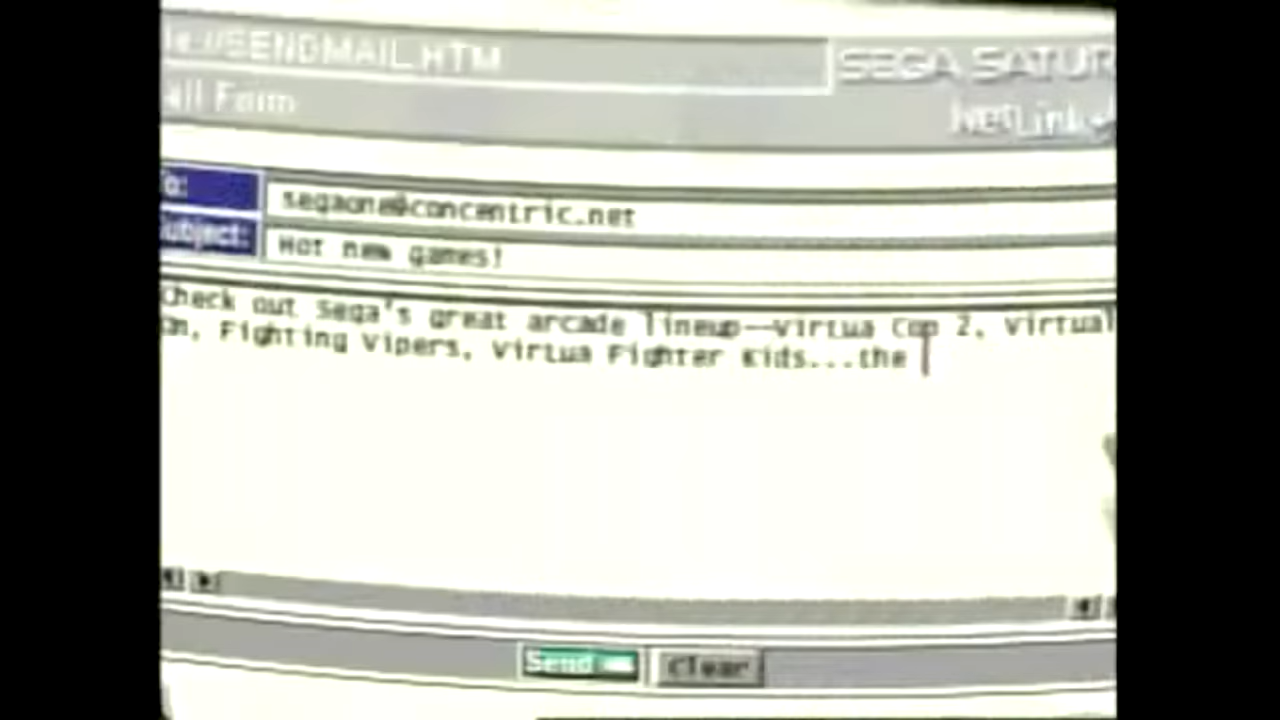 le://SENDMAIL.HTM
SEGA SATUR
ail Form
NetLink
o:
segaone@concentric.net
ubject:
Hot new games!
Check out Sega's great arcade lineup--Virtua Cop 2, Virtual
On, Fighting Vipers, Virtua Fighter Kids...the
Send
Clear